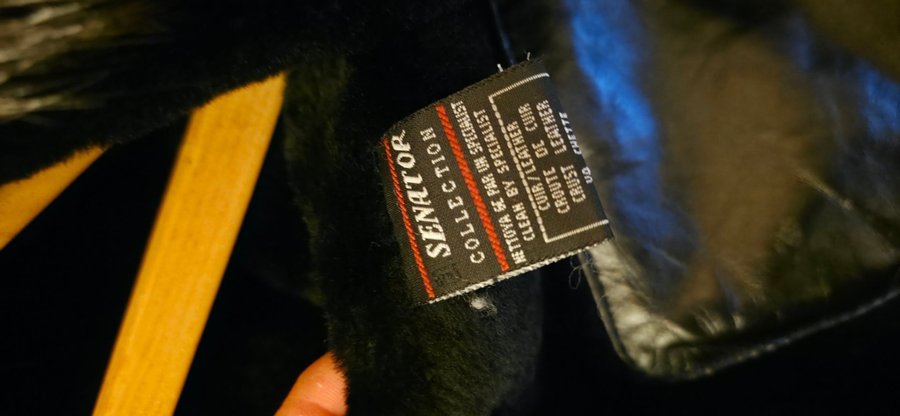 SENATOR
COLLECTION
NETTOYAGE PAR UN SPECIALIST
CLEAN BY SPECIALIST
CUIR/LEATHER
CROUTE DE CUIR
CRUST LEATHER